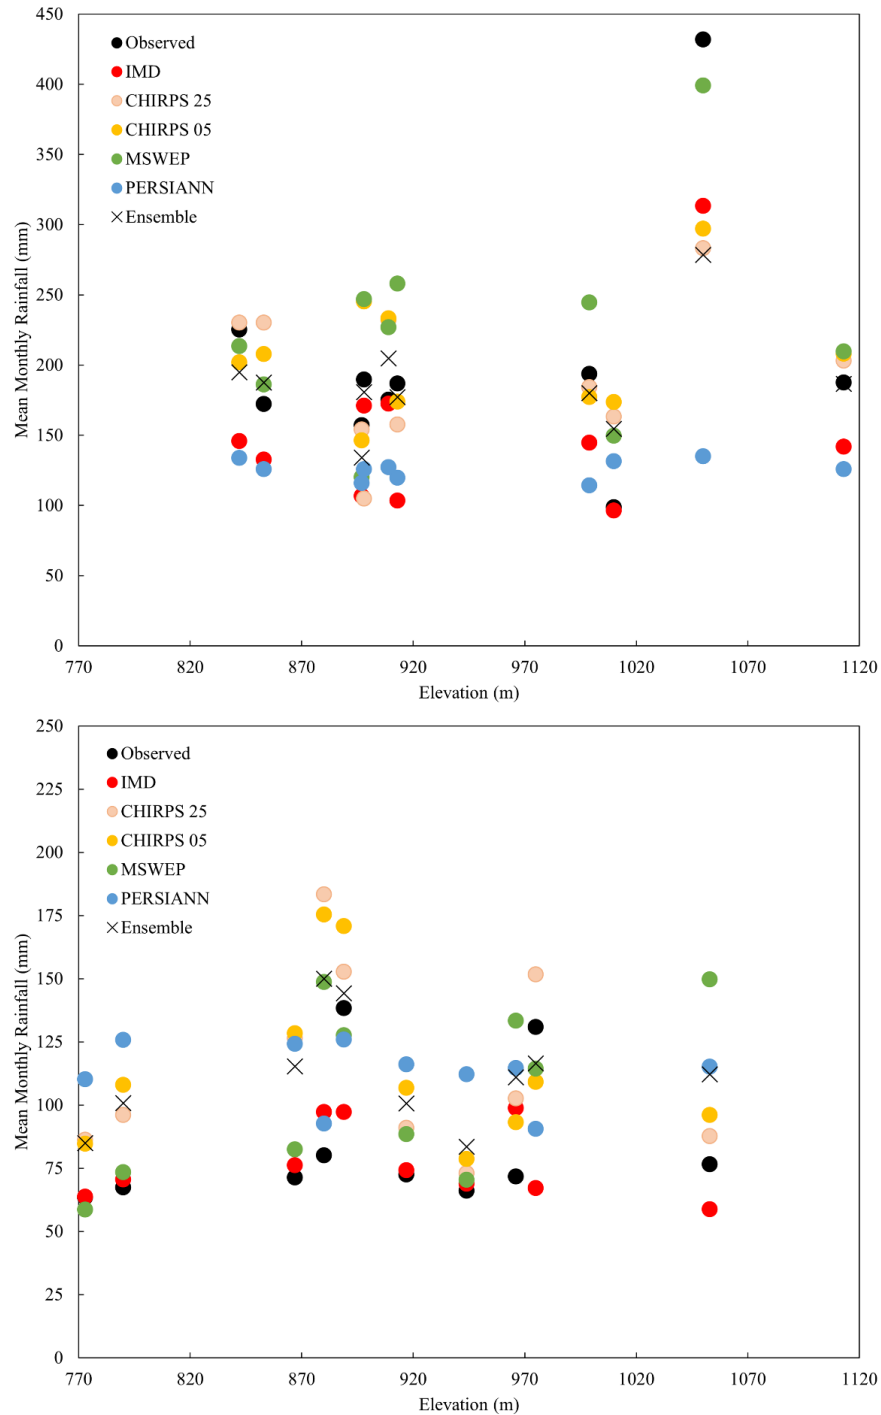 450
400
350
300
250
200
150
100
50
0
Mean Monthly Rainfall (mm)
Observed
IMD
CHIRPS 25
CHIRPS 05
MSWEP
PERSIANN
Ensemble
770 820 870 920 970 1020 1070 1120
Elevation (m)
250
225
200
175
150
125
100
75
50
25
0
Mean Monthly Rainfall (mm)
Observed
IMD
CHIRPS 25
CHIRPS 05
MSWEP
PERSIANN
Ensemble
770 820 870 920 970 1020 1070 1120
Elevation (m)